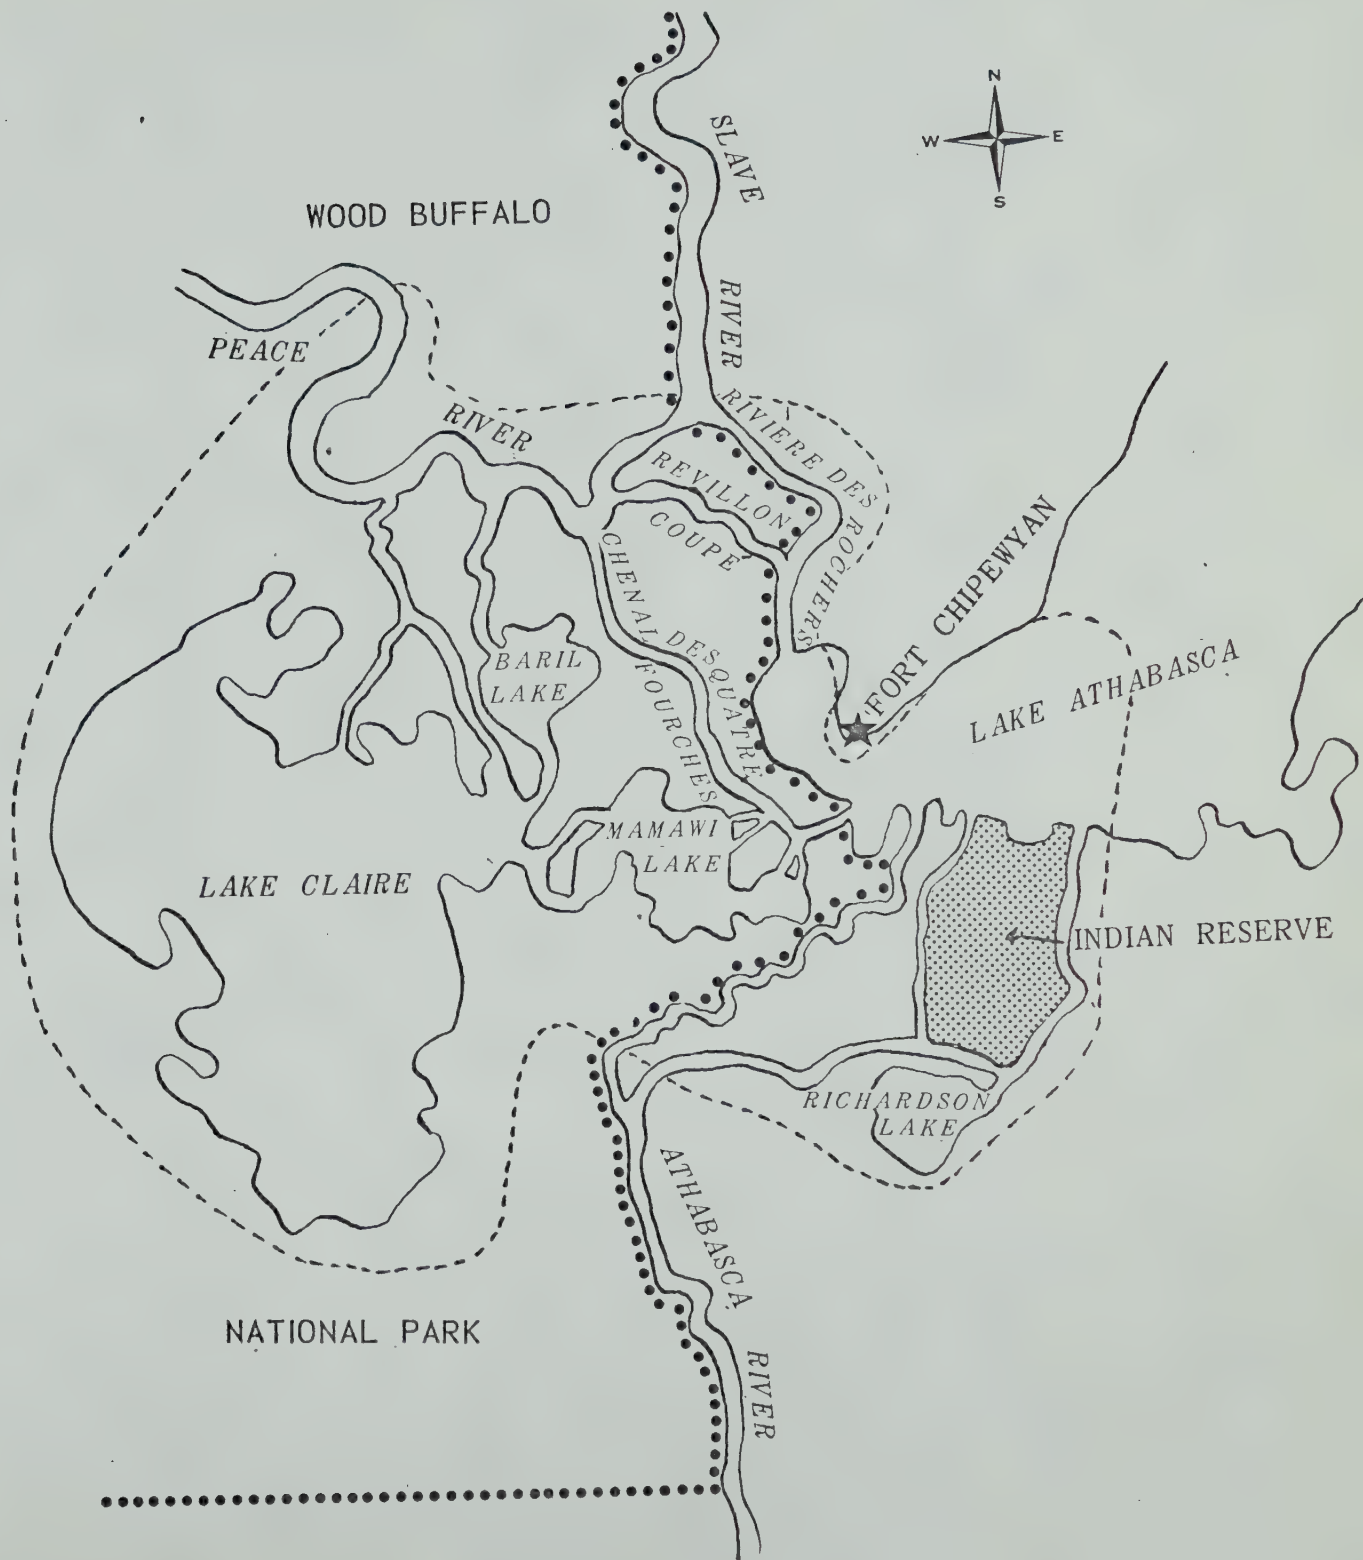 N
W E
S
SLAVE
RIVER
WOOD BUFFALO
PEACE
RIVER
RIVIERE DES
ROCHERS
REVILLON
COUPÉ
CHENAL DES QUATRE
FOURCHES
FORT CHIPEWYAN
BARIL
LAKE
LAKE ATHABASCA
MAMAWI
LAKE
LAKE CLAIRE
INDIAN RESERVE
RICHARDSON
LAKE
ATHABASCA
RIVER
NATIONAL PARK